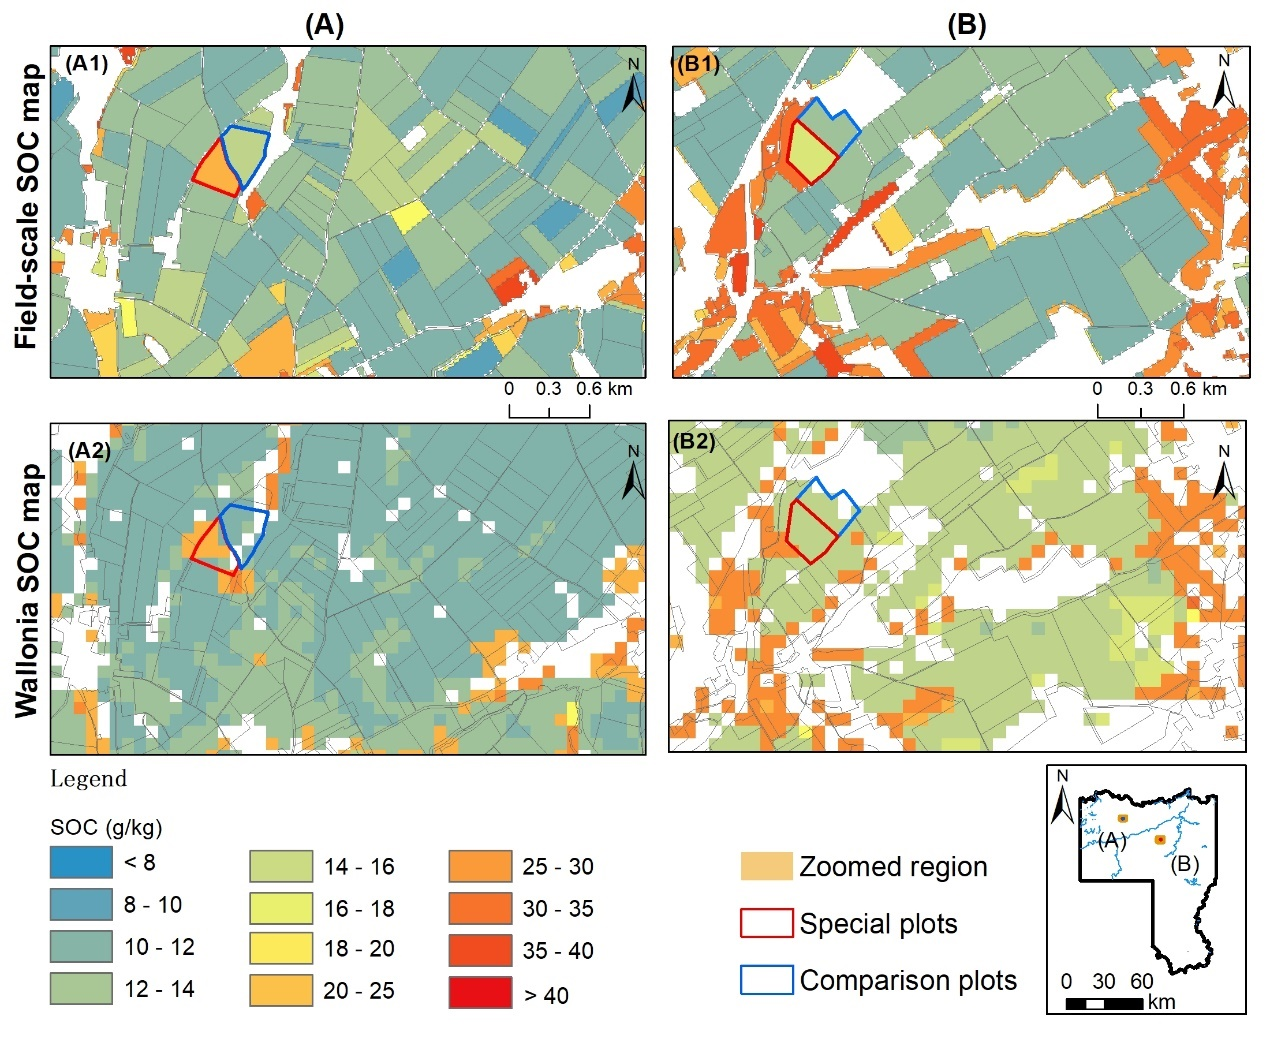 (A)
(B)
Field-scale SOC map
(A1)
N
(B1)
N
0 0.3 0.6 km
0 0.3 0.6 km
Wallonia SOC map
(A2)
N
(B2)
N
Legend
SOC (g/kg)
< 8
8 - 10
10 - 12
12 - 14
14 - 16
16 - 18
18 - 20
20 - 25
25 - 30
30 - 35
35 - 40
> 40
Zoomed region
Special plots
Comparison plots
N
(A)
(B)
0 30 60
km